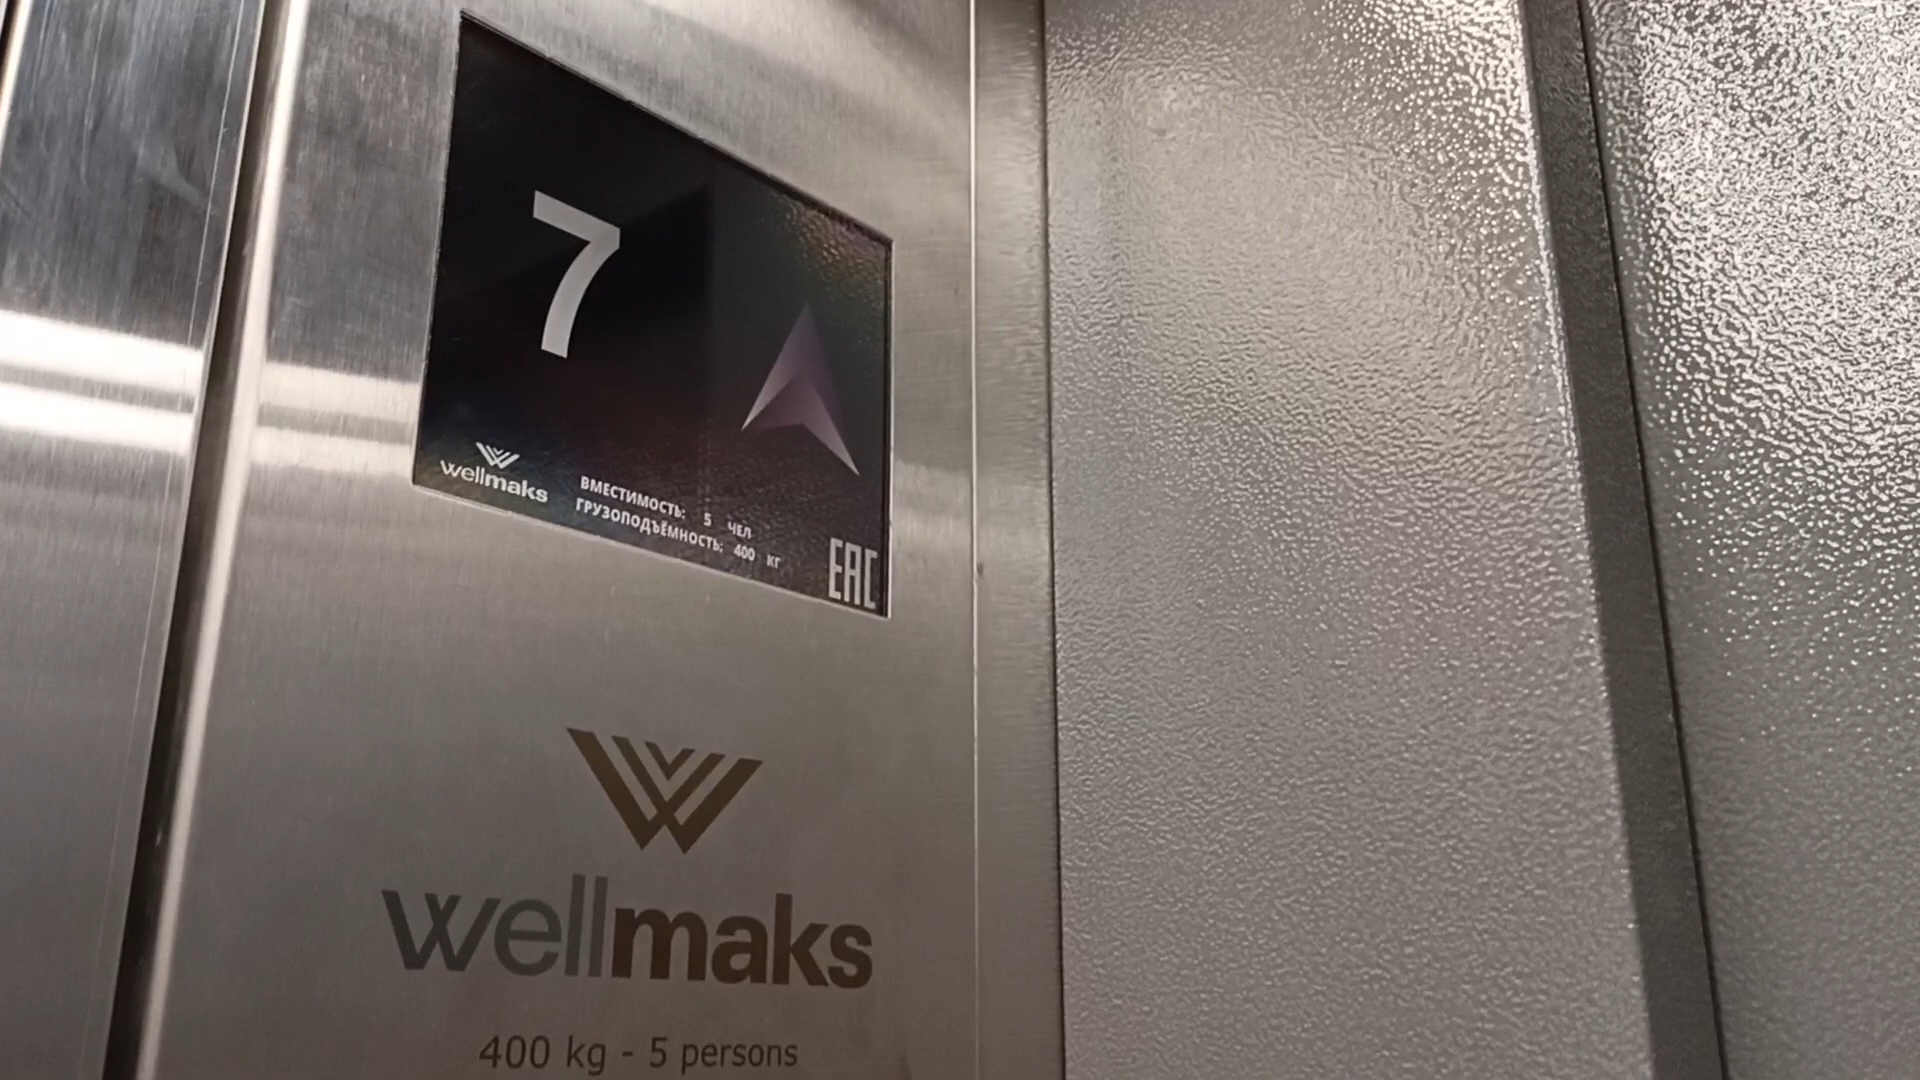 7
wellmaks
ВМЕСТИМОСТЬ: 5 ЧЕЛ
ГРУЗОПОДЪЁМНОСТЬ: 400 КГ
EAC
wellmaks
400 kg - 5 persons